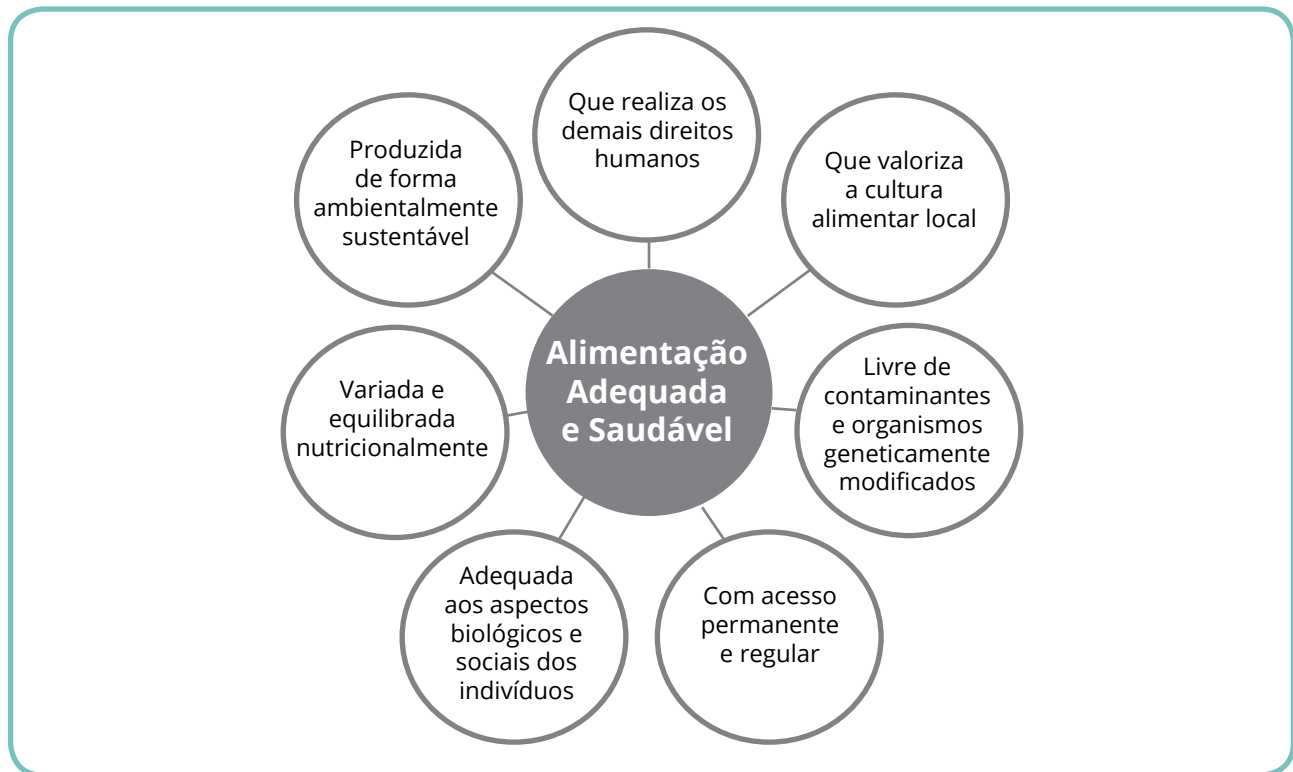 Que realiza os
demais direitos
humanos
Que valoriza
a cultura
alimentar local
Livre de
contaminantes
e organismos
geneticamente
modificados
Com acesso
permanente
e regular
Adequada
aos aspectos
biológicos e
sociais dos
indivíduos
Variada e
equilibrada
nutricionalmente
Produzida
de forma
ambientalmente
sustentável
Alimentação
Adequada
e Saudável